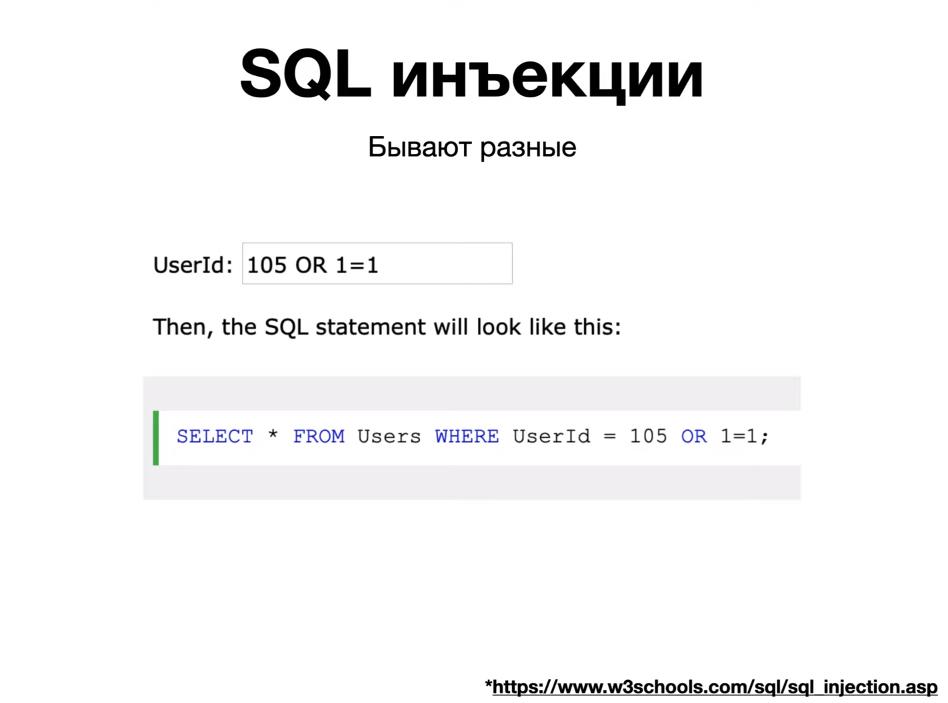 SQL инъекции
Бывают разные
UserId: 105 OR 1=1
Then, the SQL statement will look like this:
SELECT * FROM Users WHERE UserId = 105 OR 1=1;
*https://www.w3schools.com/sql/sql_injection.asp